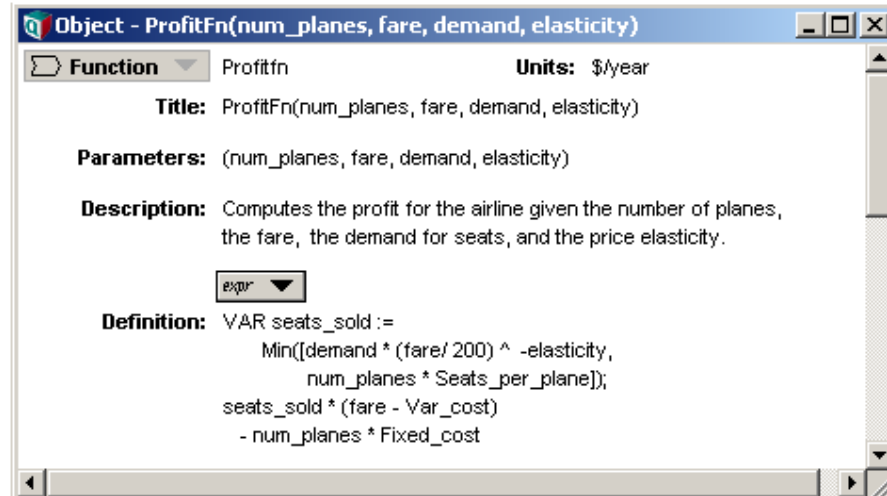 Object - ProfitFn(num_planes, fare, demand, elasticity)
Function Profitfn Units: $/year
Title: ProfitFn(num_planes, fare, demand, elasticity)
Parameters: (num_planes, fare, demand, elasticity)
Description: Computes the profit for the airline given the number of planes,
the fare, the demand for seats, and the price elasticity.
expr
Definition: VAR seats_sold :=
Min([demand * (fare/ 200) ^ -elasticity,
num_planes * Seats_per_plane]);
seats_sold * (fare - Var_cost)
- num_planes * Fixed_cost